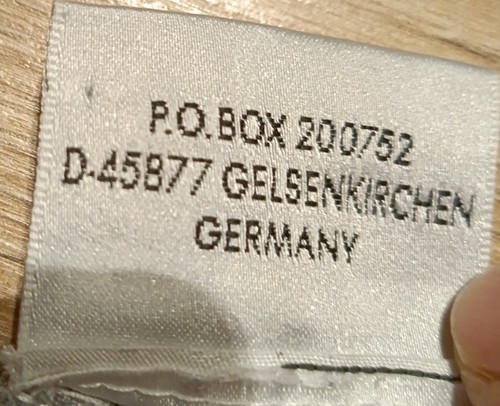 P.O. BOX 200752
D-45877 GELSENKIRCHEN
GERMANY